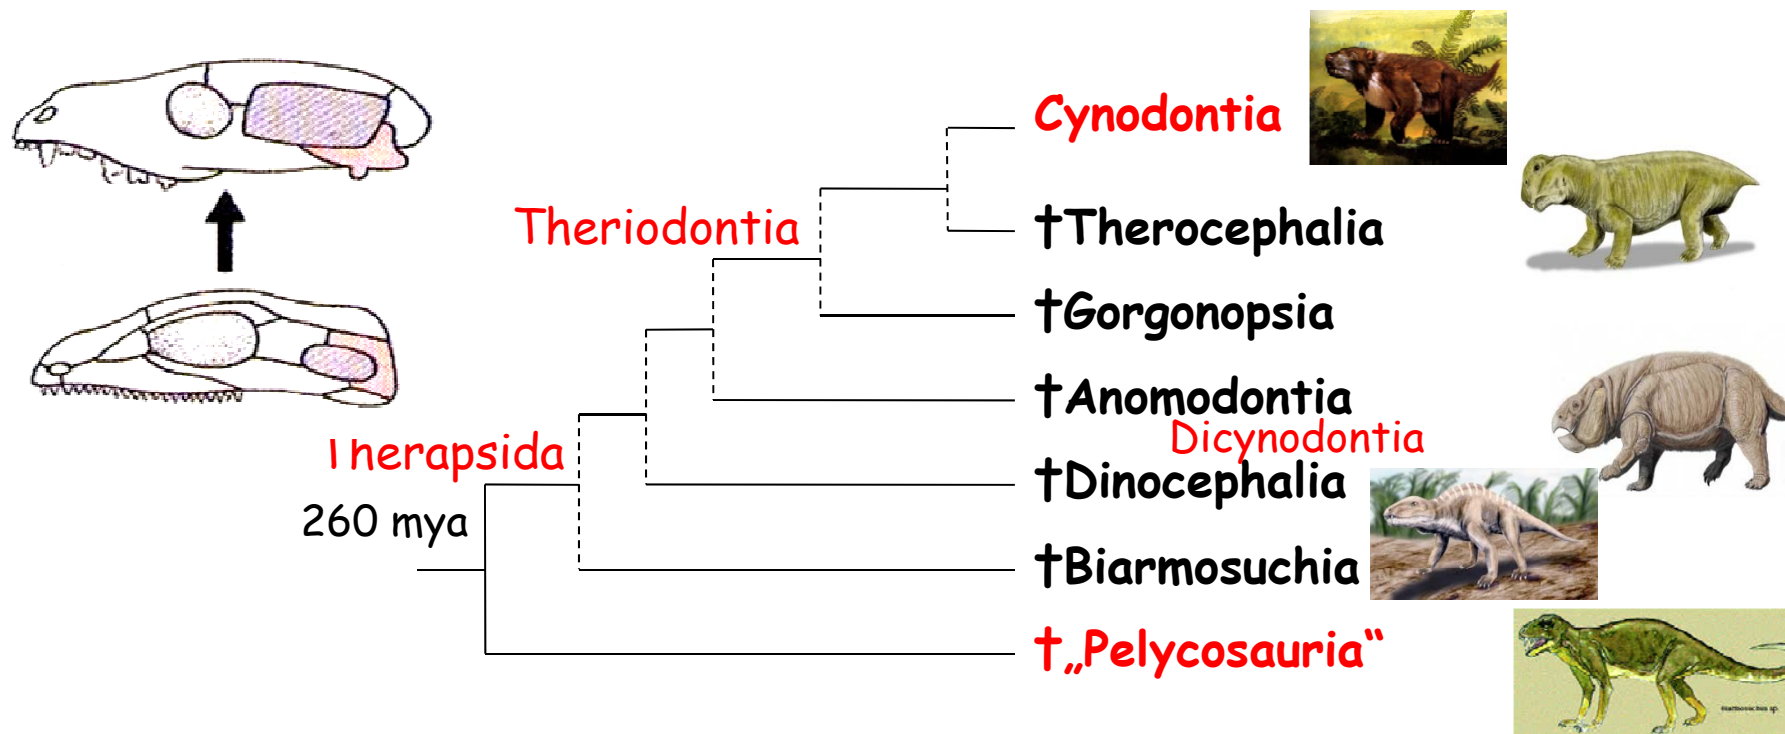 Cynodontia
Theriodontia
†Therocephalia
†Gorgonopsia
†Anomodontia
Dicynodontia
Therapsida
†Dinocephalia
260 mya
†Biarmosuchia
†„Pelycosauria“